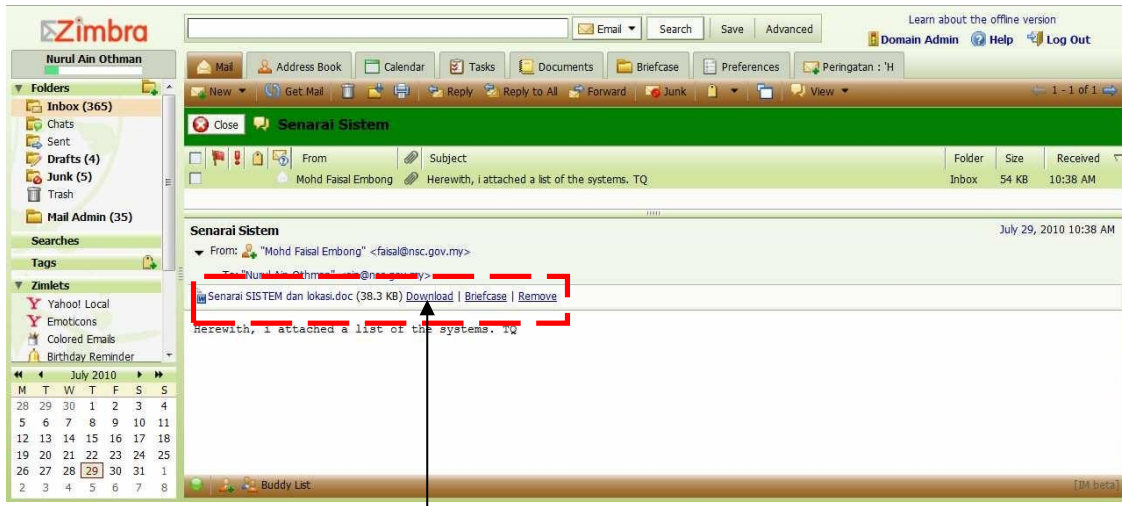 Zimbra
Email Search Save Advanced
Learn about the offline version
Domain Admin Help Log Out
Nurul Ain Othman
Mail Address Book Calendar Tasks Documents Briefcase Preferences Peringatan : 'H
Folders
Inbox (365)
Chats
Sent
Drafts (4)
Junk (5)
Trash
Mail Admin (35)
Searches
Tags
Zimlets
Yahoo! Local
Emoticons
Colored Emails
Birthday Reminder
July 2010
M T W T F S S
28 29 30 1 2 3 4
5 6 7 8 9 10 11
12 13 14 15 16 17 18
19 20 21 22 23 24 25
26 27 28 29 30 31 1
2 3 4 5 6 7 8
New Get Mail Reply Reply to All Forward Junk View 1 - 1 of 1
Close Senarai Sistem
From Subject Folder Size Received
Mohd Faisal Embong Herewith, i attached a list of the systems. TQ Inbox 54 KB 10:38 AM
Senarai Sistem July 29, 2010 10:38 AM
From: "Mohd Faisal Embong" <faisal@nsc.gov.my>
To: "Nurul Ain Othman"
Senarai SISTEM dan lokasi.doc (38.3 KB) Download | Briefcase | Remove
Herewith, i attached a list of the systems. TQ
Buddy List [IM beta]